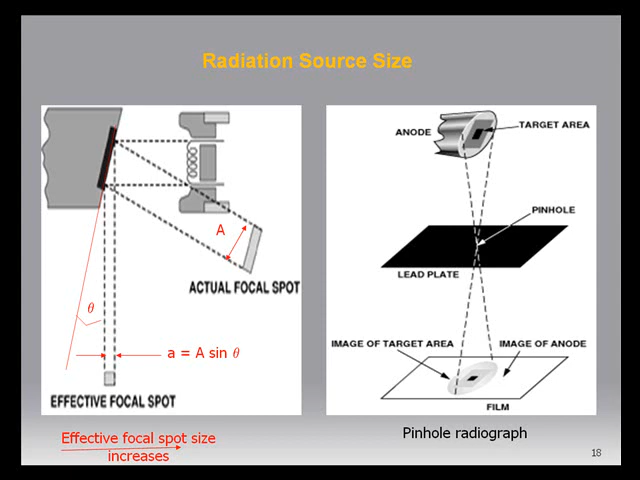 Radiation Source Size
A
ACTUAL FOCAL SPOT
θ
a = A sin θ
EFFECTIVE FOCAL SPOT
Effective focal spot size
increases
ANODE
TARGET AREA
PINHOLE
LEAD PLATE
IMAGE OF TARGET AREA
IMAGE OF ANODE
FILM
Pinhole radiograph
18